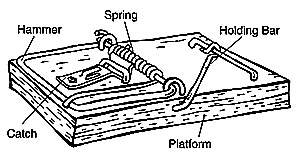 Spring
Hammer
Holding Bar
Catch
Platform